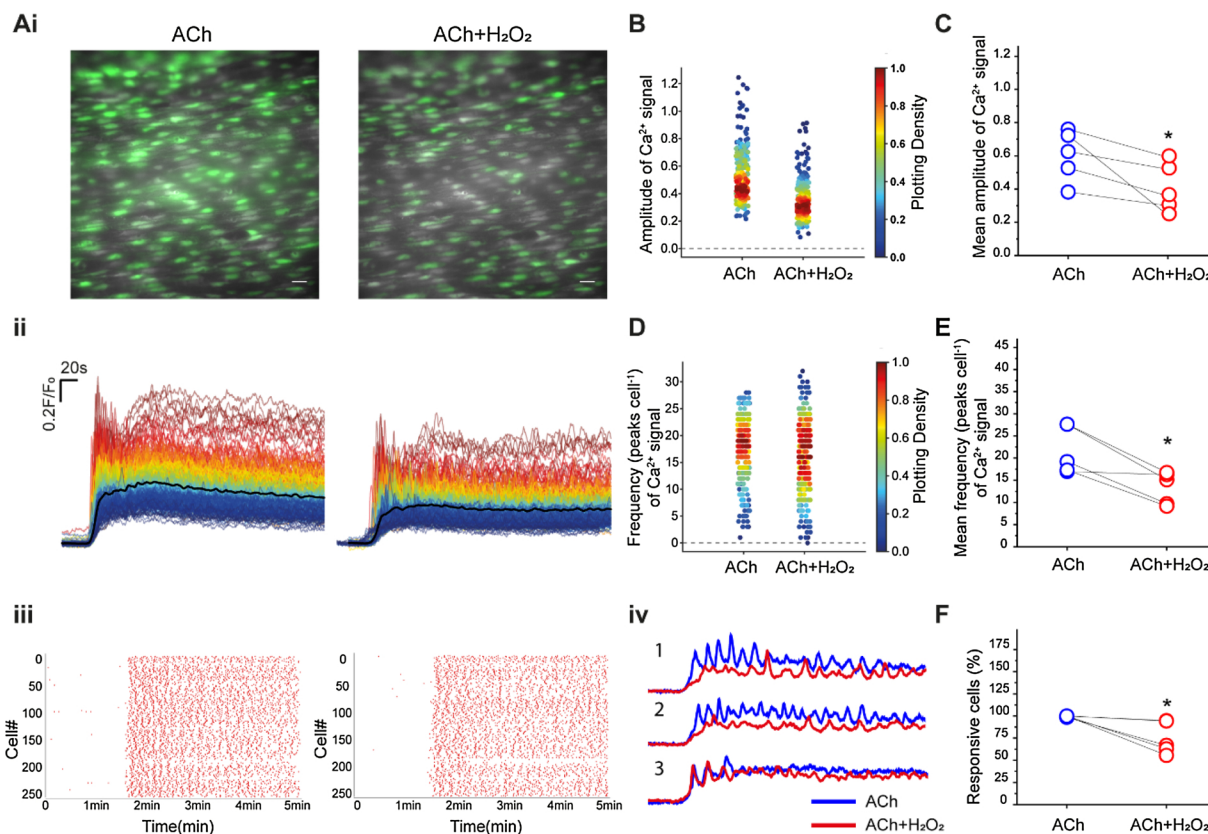 Ai
ACh
ACh+H₂O₂
B
Amplitude of Ca²⁺ signal
1.2
1.0
0.8
0.6
0.4
0.2
0.0
ACh
ACh+H₂O₂
1.0
0.8
0.6
0.4
0.2
0.0
Plotting Density
C
Mean amplitude of Ca²⁺ signal
1.2
1.0
0.8
0.6
0.4
0.2
0.0
*
ACh
ACh+H₂O₂
ii
20s
0.2F/F₀
D
Frequency (peaks cell⁻¹)
of Ca²⁺ signal
30
25
20
15
10
5
0
ACh
ACh+H₂O₂
1.0
0.8
0.6
0.4
0.2
0.0
Plotting Density
E
Mean frequency (peaks cell⁻¹)
of Ca²⁺ signal
45
40
35
30
25
20
15
10
5
0
*
ACh
ACh+H₂O₂
iii
Cell#
0
50
100
150
200
250
0
1min
2min
3min
4min
5min
Time(min)
0
50
100
150
200
250
0
1min
2min
3min
4min
5min
Time(min)
iv
1
2
3
ACh
ACh+H₂O₂
F
Responsive cells (%)
175
150
125
100
100
75
50
25
0
*
ACh
ACh+H₂O₂